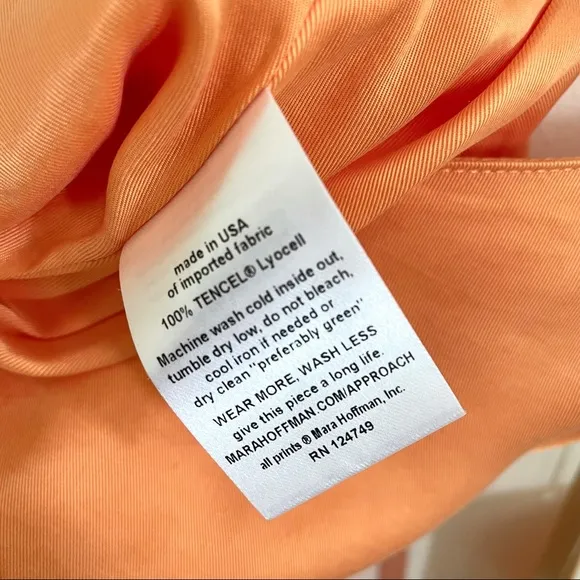 made in USA
of imported fabric
100% TENCEL® Lyocell
Machine wash cold inside out,
tumble dry low, do not bleach,
cool iron if needed or
dry clean "preferably green"
WEAR MORE, WASH LESS
give this piece a long life.
MARAHOFFMAN.COM/APPROACH
all prints ® Mara Hoffman, Inc.
RN 124749